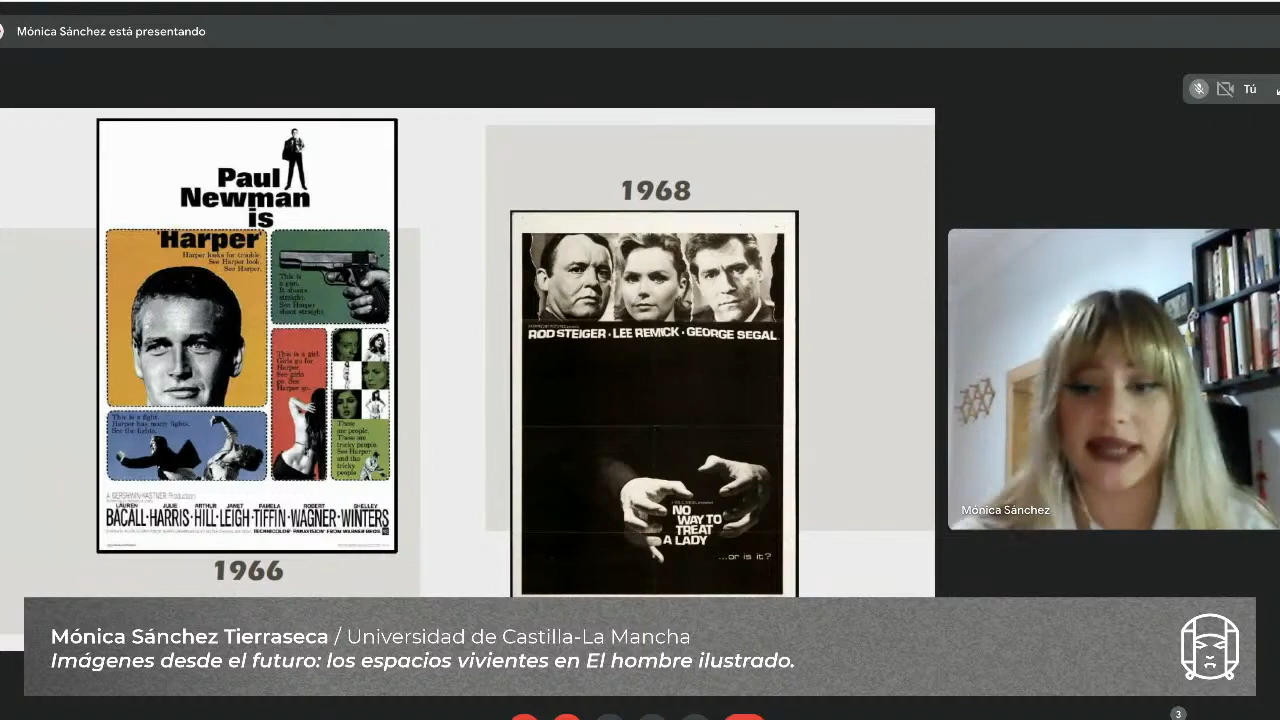 Mónica Sánchez está presentando
Tú
Paul
Newman
is
'Harper'
Harper looks for trouble.
See Harper look.
See Harper.
This is
a gun.
It shoots
straight.
See Harper
shoot straight.
This is a girl.
Girls go for
Harper.
See girls
go. See
Harper go.
This is a fight.
Harper has many fights.
See the fights.
These
are people.
These are
tricky people.
See Harper
and the
tricky
people
A GERSHWIN-KASTNER Production
LAUREN BACALL · JULIE HARRIS · ARTHUR HILL · JANET LEIGH · PAMELA TIFFIN · ROBERT WAGNER · SHELLEY WINTERS
TECHNICOLOR® PANAVISION® FROM WARNER BROS.
1966
1968
ROD STEIGER · LEE REMICK · GEORGE SEGAL
NO
WAY TO
TREAT
A LADY
...or is it?
Mónica Sánchez
Mónica Sánchez Tierraseca / Universidad de Castilla-La Mancha
Imágenes desde el futuro: los espacios vivientes en El hombre ilustrado.
3